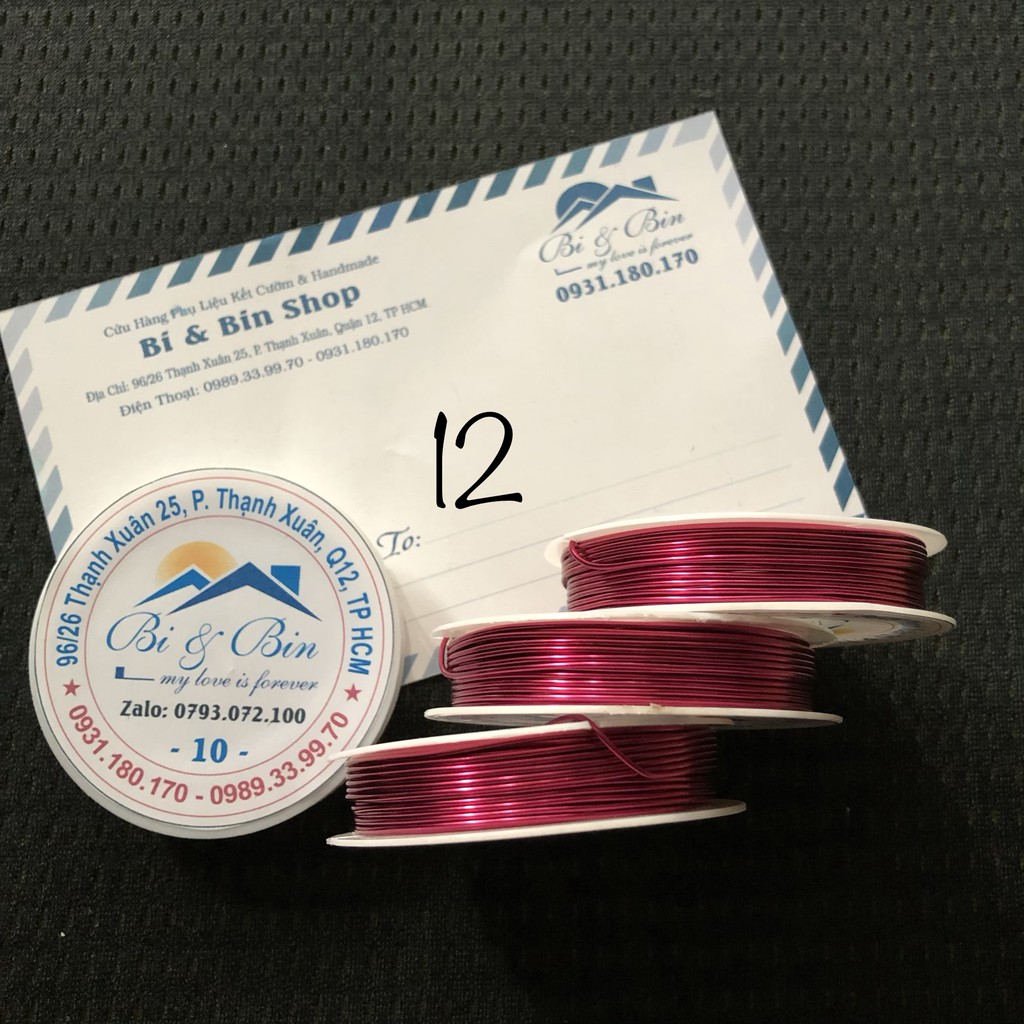 Cửu Hàng Phụ Liệu Kết Cườm & Handmade
Bi & Bin Shop
Địa Chỉ: 96/26 Thạnh Xuân 25, P. Thạnh Xuân, Quận 12, TP HCM
Điện Thoại: 0989.33.99.70 - 0931.180.170
Bi & Bin
my love is forever
0931.180.170
12
To:
96/26 Thạnh Xuân 25, P. Thạnh Xuân, Q12, TP HCM
Bi & Bin
my love is forever
Zalo: 0793.072.100
- 10 -
★ 0931.180.170 - 0989.33.99.70 ★